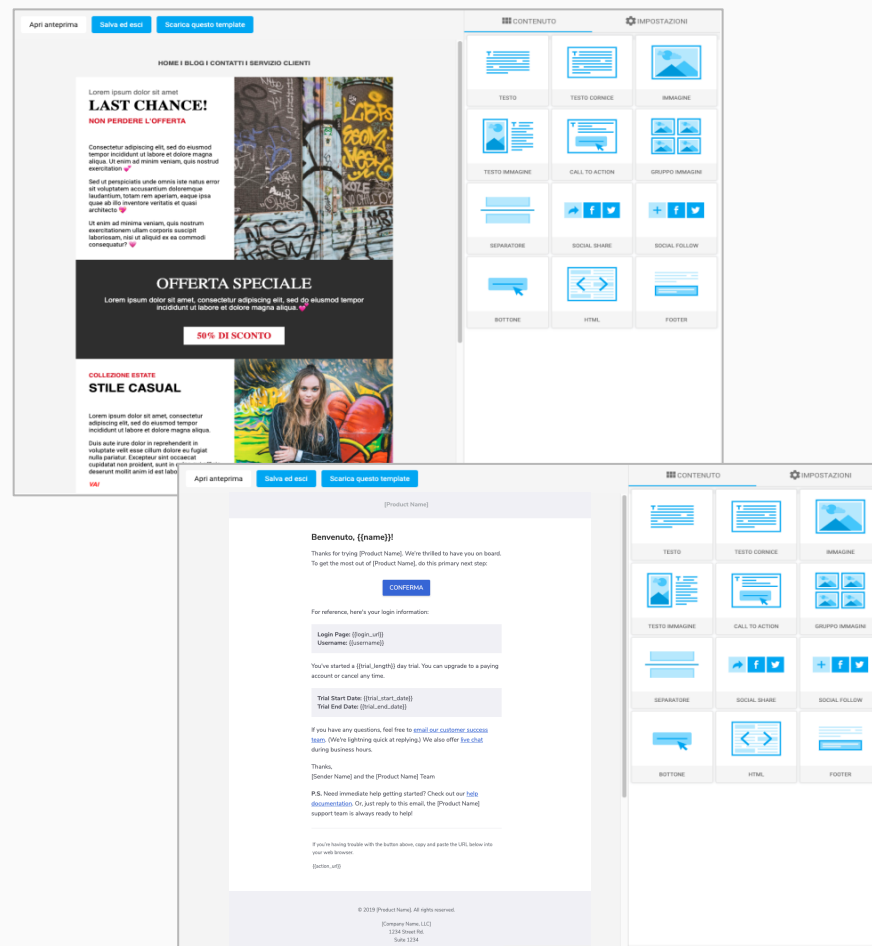 Apri anteprima
Salva ed esci
Scarica questo template
CONTENUTO
IMPOSTAZIONI
HOME I BLOG I CONTATTI I SERVIZIO CLIENTI
Lorem ipsum dolor sit amet
LAST CHANCE!
NON PERDERE L'OFFERTA
Consectetur adipiscing elit, sed do eiusmod
tempor incididunt ut labore et dolore magna
aliqua. Ut enim ad minim veniam, quis nostrud
exercitation 💕
Sed ut perspiciatis unde omnis iste natus error
sit voluptatem accusantium doloremque
laudantium, totam rem aperiam, eaque ipsa
quae ab illo inventore veritatis et quasi
architecto 💖
Ut enim ad minima veniam, quis nostrum
exercitationem ullam corporis suscipit
laboriosam, nisi ut aliquid ex ea commodi
consequatur? 💗
OFFERTA SPECIALE
Lorem ipsum dolor sit amet, consectetur adipiscing elit, sed do eiusmod tempor
incididunt ut labore et dolore magna aliqua.💕
50% DI SCONTO
COLLEZIONE ESTATE
STILE CASUAL
Lorem ipsum dolor sit amet, consectetur
adipiscing elit, sed do eiusmod tempor
incididunt ut labore et dolore magna aliqua.
Duis aute irure dolor in reprehenderit in
voluptate velit esse cillum dolore eu fugiat
nulla pariatur. Excepteur sint occaecat
cupidatat non proident, sunt in
deserunt mollit anim id est
VAI
TESTO
TESTO CORNICE
IMMAGINE
TESTO IMMAGINE
CALL TO ACTION
GRUPPO IMMAGINI
SEPARATORE
SOCIAL SHARE
SOCIAL FOLLOW
BOTTONE
HTML
FOOTER
Apri anteprima
Salva ed esci
Scarica questo template
CONTENUTO
IMPOSTAZIONI
[Product Name]
Benvenuto, {{name}}!
Thanks for trying [Product Name]. We're thrilled to have you on board.
To get the most out of [Product Name], do this primary next step:
CONFERMA
For reference, here's your login information:
Login Page: {{login_url}}
Username: {{username}}
You've started a {{trial_length}} day trial. You can upgrade to a paying
account or cancel any time.
Trial Start Date: {{trial_start_date}}
Trial End Date: {{trial_end_date}}
If you have any questions, feel free to email our customer success
team. (We're lightning quick at replying.) We also offer live chat
during business hours.
Thanks,
[Sender Name] and the [Product Name] Team
P.S. Need immediate help getting started? Check out our help
documentation. Or, just reply to this email, the [Product Name]
support team is always ready to help!
If you're having trouble with the button above, copy and paste the URL below into
your web browser.
{{action_url}}
© 2019 [Product Name]. All rights reserved.
[Company Name, LLC]
1234 Street Rd.
Suite 1234
TESTO
TESTO CORNICE
IMMAGINE
TESTO IMMAGINE
CALL TO ACTION
GRUPPO IMMAGINI
SEPARATORE
SOCIAL SHARE
SOCIAL FOLLOW
BOTTONE
HTML
FOOTER